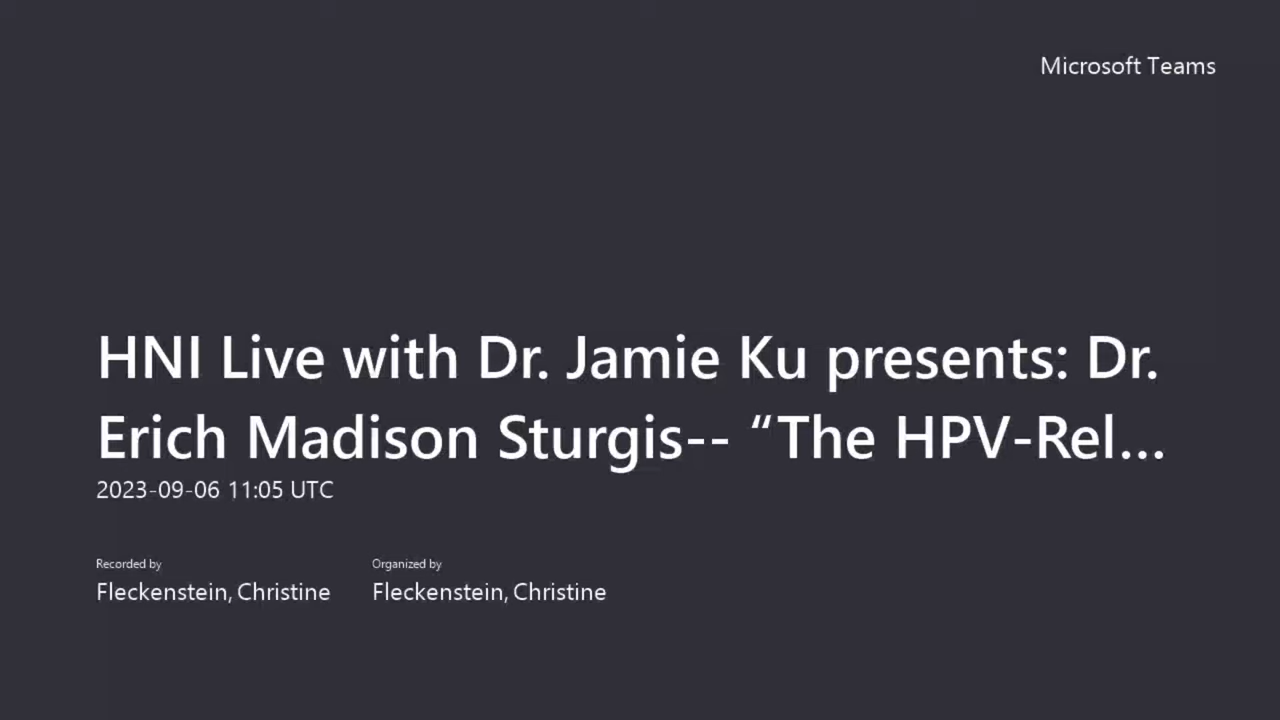 Microsoft Teams
HNI Live with Dr. Jamie Ku presents: Dr.
Erich Madison Sturgis-- “The HPV-Rel...
2023-09-06 11:05 UTC
Recorded by
Organized by
Fleckenstein, Christine
Fleckenstein, Christine